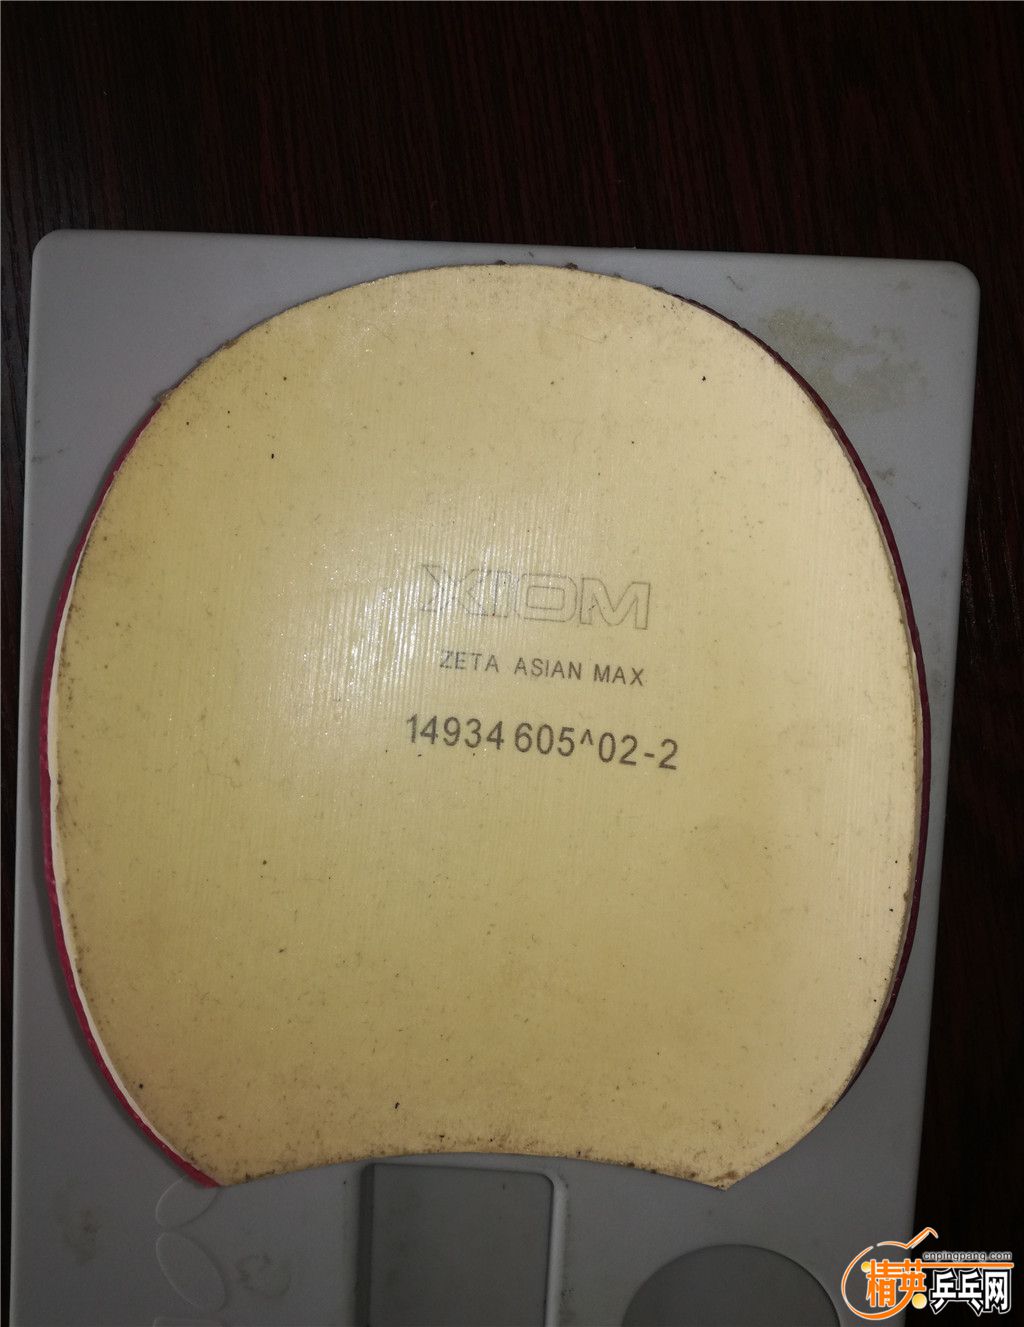 XIOM
ZETA ASIAN MAX
14934 605^02-2
cnpingpang.com
精英乒乓网